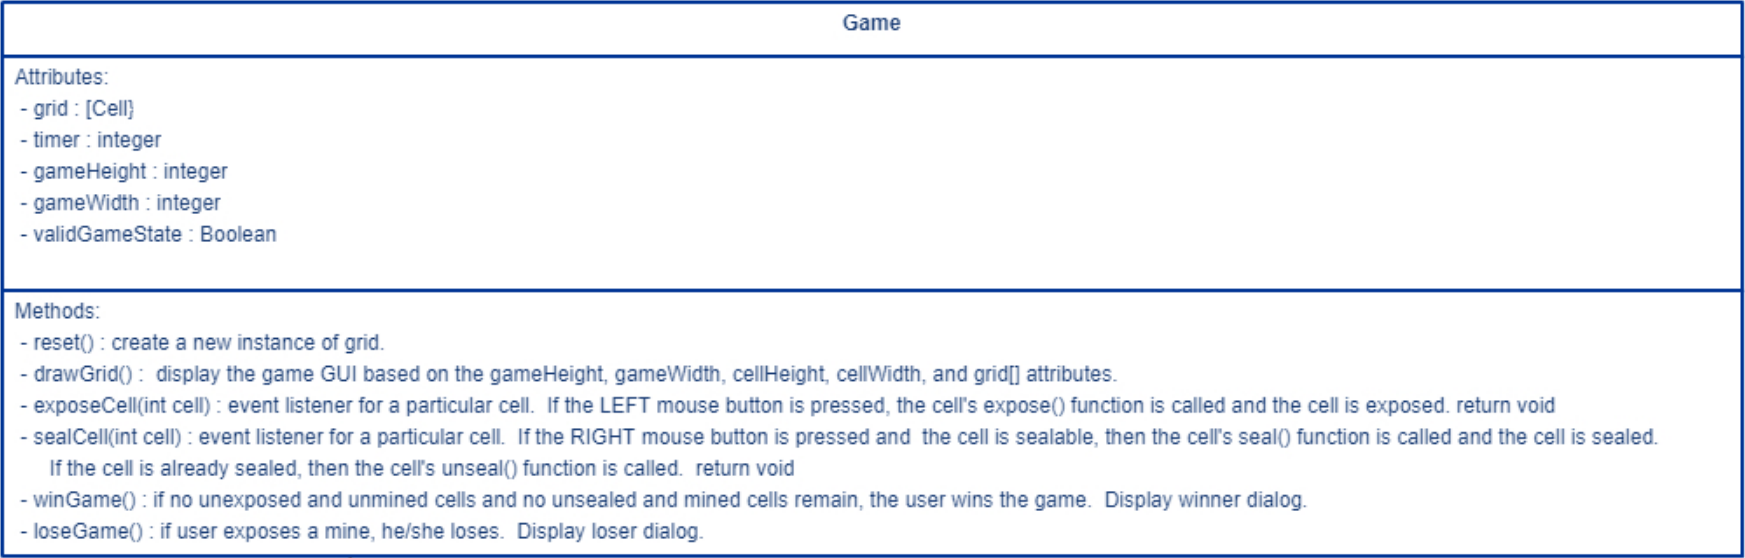 Game
Attributes:
- grid : [Cell}
- timer : integer
- gameHeight : integer
- gameWidth : integer
- validGameState : Boolean
Methods:
- reset() : create a new instance of grid.
- drawGrid() :  display the game GUI based on the gameHeight, gameWidth, cellHeight, cellWidth, and grid[] attributes.
- exposeCell(int cell) : event listener for a particular cell.  If the LEFT mouse button is pressed, the cell's expose() function is called and the cell is exposed. return void
- sealCell(int cell) : event listener for a particular cell.  If the RIGHT mouse button is pressed and  the cell is sealable, then the cell's seal() function is called and the cell is sealed.
If the cell is already sealed, then the cell's unseal() function is called.  return void
- winGame() : if no unexposed and unmined cells and no unsealed and mined cells remain, the user wins the game.  Display winner dialog.
- loseGame() : if user exposes a mine, he/she loses.  Display loser dialog.